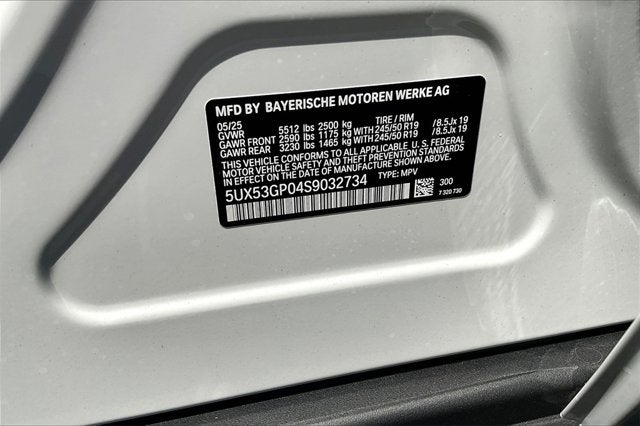 MFD BY BAYERISCHE MOTOREN WERKE AG
05/25 TIRE / RIM
GVWR 5512 lbs 2500 kg
GAWR FRONT 2590 lbs 1175 kg WITH 245/50 R19 /8.5Jx 19
GAWR REAR 3230 lbs 1465 kg WITH 245/50 R19 /8.5Jx 19
THIS VEHICLE CONFORMS TO ALL APPLICABLE U. S. FEDERAL
MOTOR VEHICLE SAFETY AND THEFT PREVENTION STANDARDS
IN EFFECT ON THE DATE OF MANUFACTURE SHOWN ABOVE.
5UX53GP04S9032734 TYPE: MPV
300
7 320 730